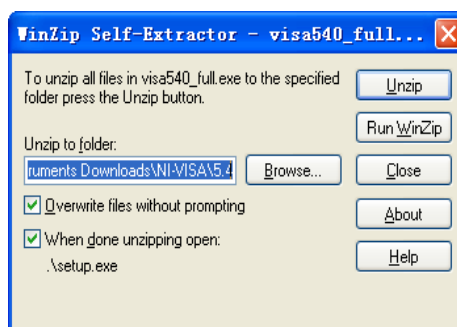 WinZip Self-Extractor - visa540_full...
To unzip all files in visa540_full.exe to the specified
folder press the Unzip button.
Unzip to folder:
ruments Downloads\NI-VISA\5.4
Browse...
Overwrite files without prompting
When done unzipping open:
.\setup.exe
Unzip
Run WinZip
Close
About
Help